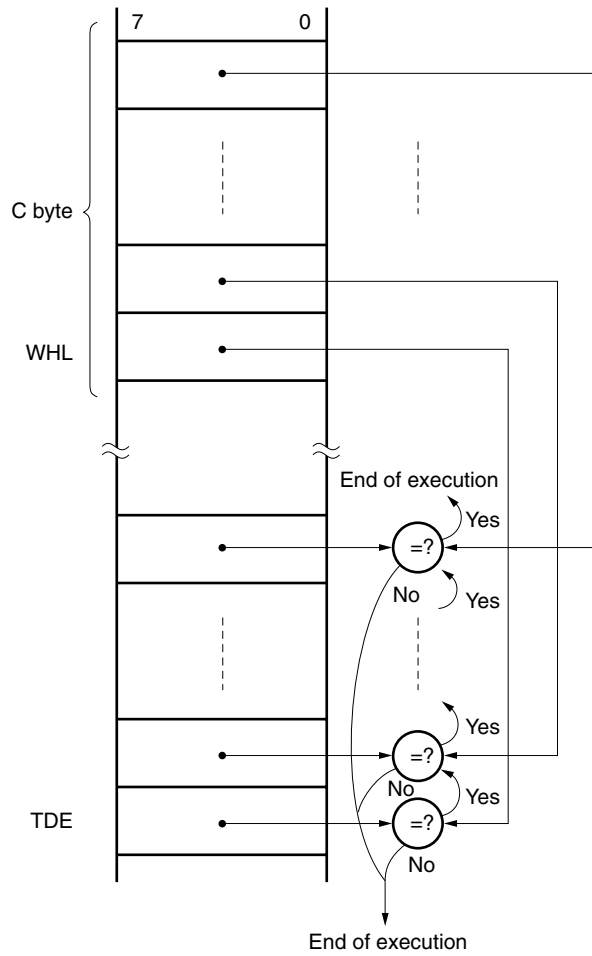 7 0
C byte
WHL
End of execution
Yes
=?
No
Yes
Yes
=?
No
Yes
TDE
=?
No
End of execution